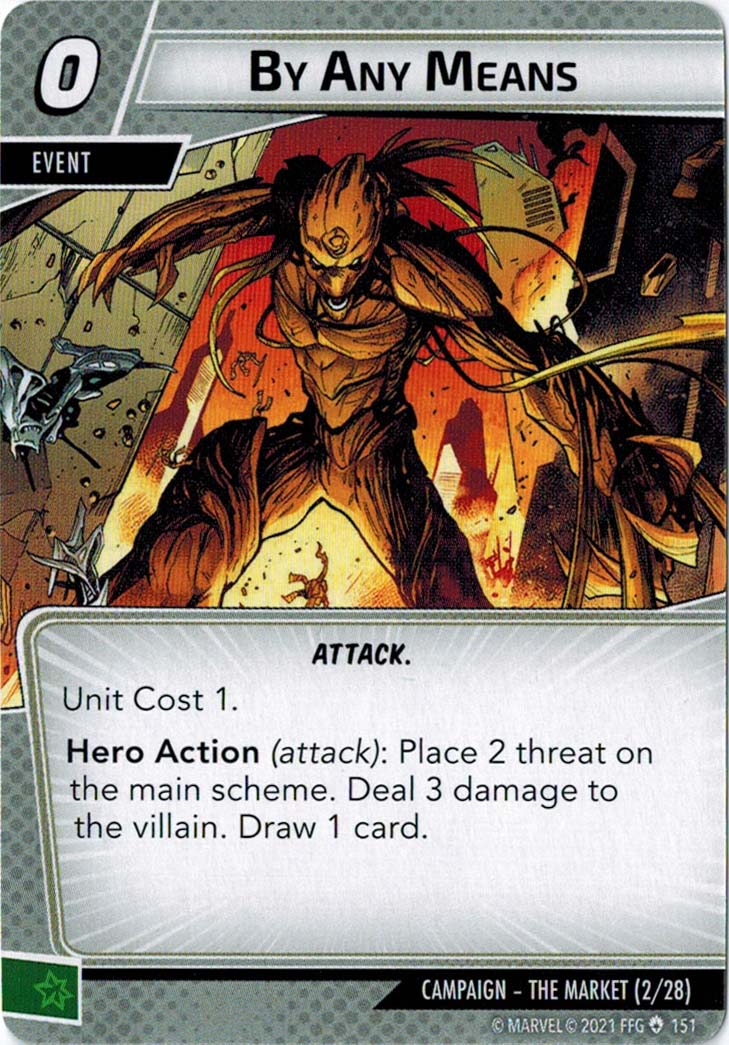 0
BY ANY MEANS
EVENT
ATTACK.
Unit Cost 1.
Hero Action (attack): Place 2 threat on
the main scheme. Deal 3 damage to
the villain. Draw 1 card.
CAMPAIGN – THE MARKET (2/28)
© MARVEL © 2021 FFG 151